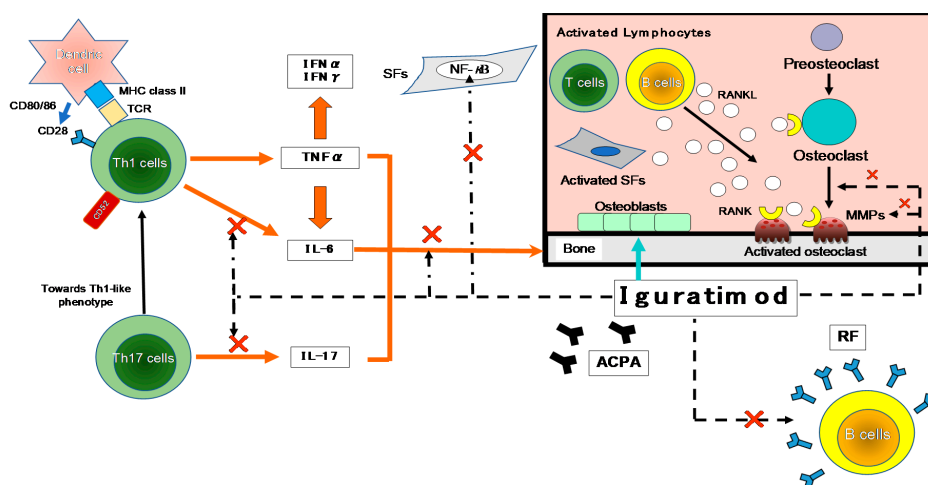 Dendritic
cell
CD80/86
MHC class II
TCR
CD28
Th1 cells
CD52
Towards Th1-like
phenotype
Th17 cells
IFNα
IFNγ
TNFα
IL-6
IL-17
SFs
NF-κB
Activated Lymphocytes
T cells
B cells
RANKL
Preosteoclast
Osteoclast
Activated SFs
Osteoblasts
RANK
MMPs
Bone
Activated osteoclast
Iguratimod
ACPA
RF
B cells